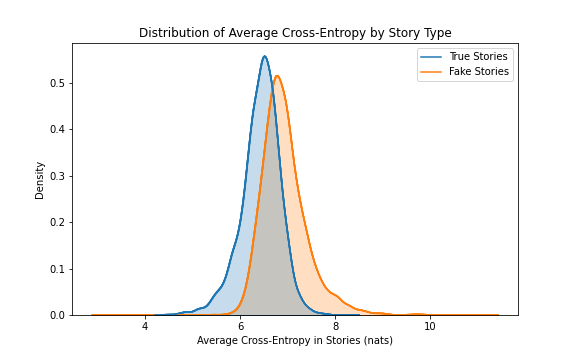 Distribution of Average Cross-Entropy by Story Type
True Stories
Fake Stories
Density
0.5
0.4
0.3
0.2
0.1
0.0
4 6 8 10
Average Cross-Entropy in Stories (nats)